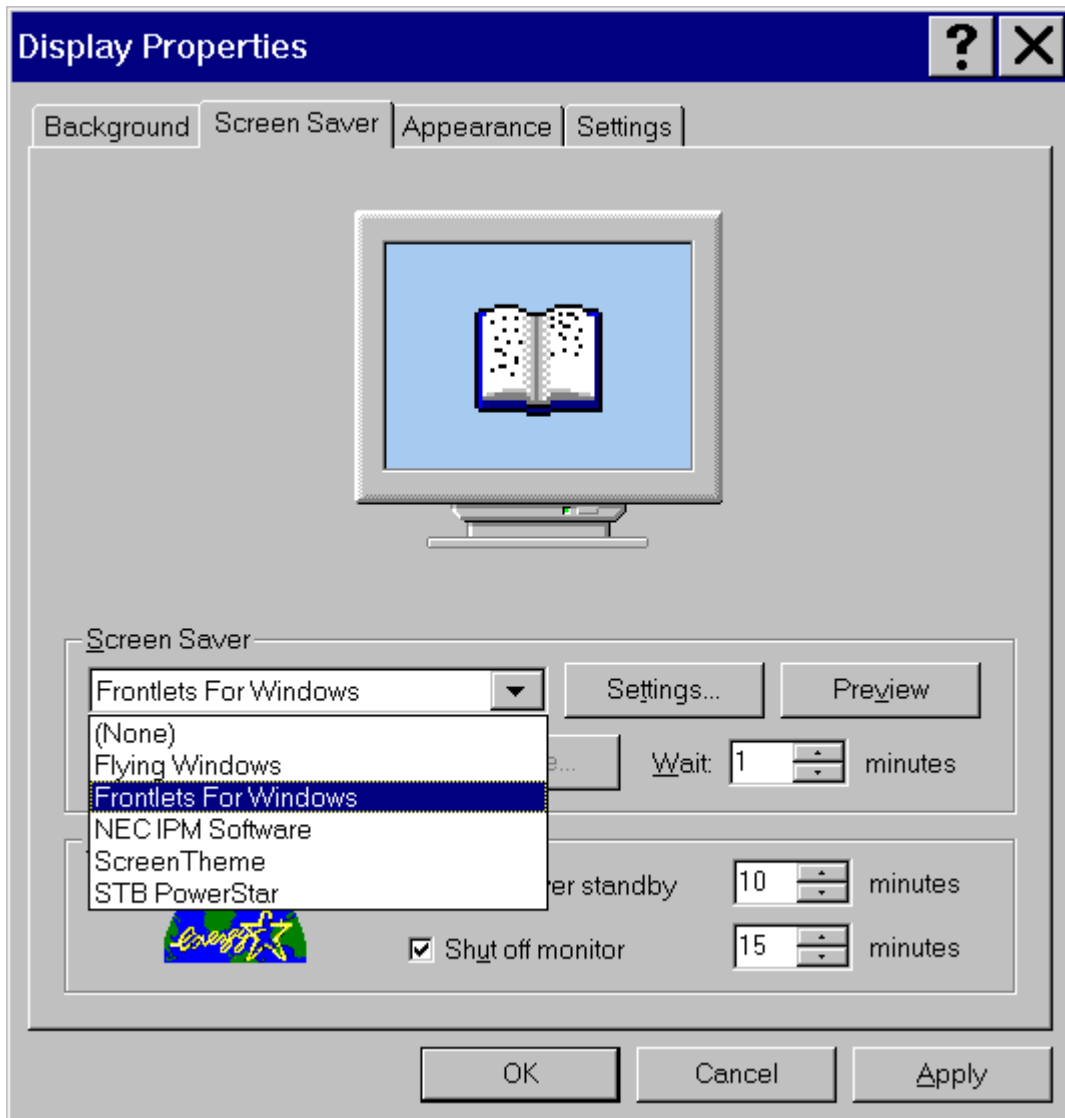 Display Properties
Background Screen Saver Appearance Settings
Screen Saver
Frontlets For Windows Settings... Preview
(None)
Flying Windows
Wait: 1 minutes
Frontlets For Windows
NEC IPM Software
ScreenTheme
STB PowerStar
standby 10 minutes
energy
Shut off monitor 15 minutes
OK Cancel Apply